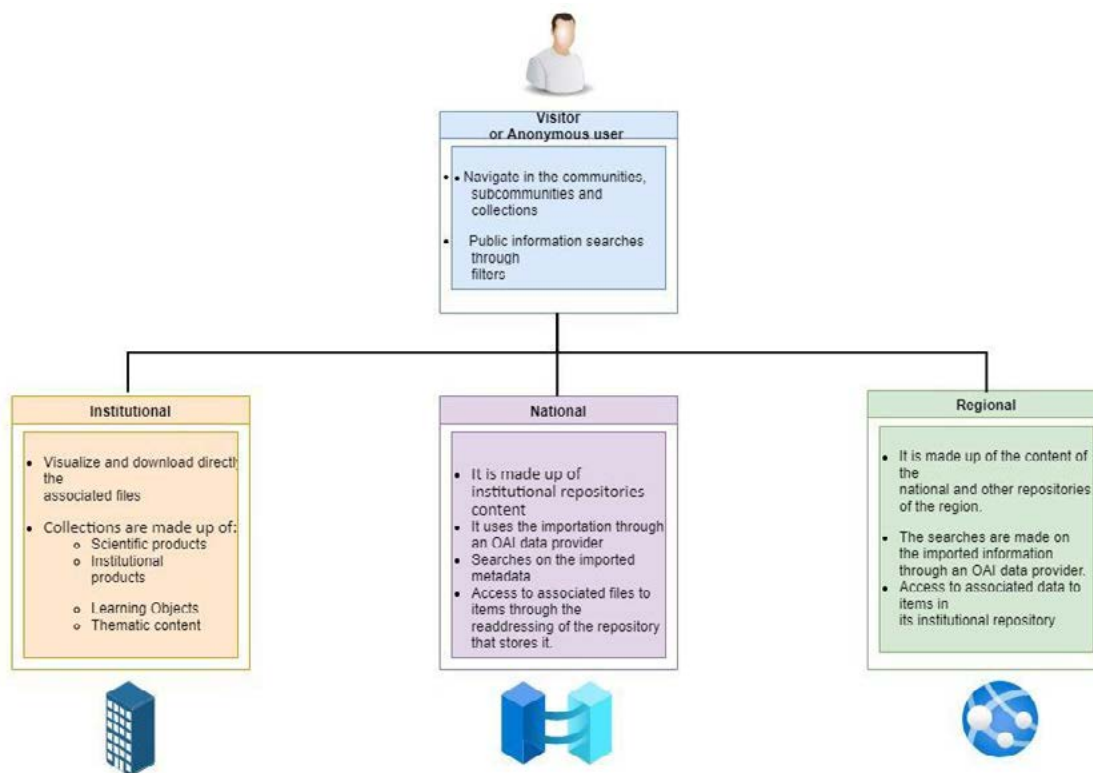 Visitor
or Anonymous user
• • Navigate in the communities,
subcommunities and
collections
• Public information searches
through
filters
Institutional
• Visualize and download directly
the
associated files
• Collections are made up of:
○ Scientific products
○ Institutional
products
○ Learning Objects
○ Thematic content
National
• It is made up of
institutional repositories
content
• It uses the importation through
an OAI data provider
• Searches on the imported
metadata
• Access to associated files to
items through the
readdressing of the repository
that stores it.
Regional
• It is made up of the content of
the
national and other repositories
of the region.
• The searches are made on
the imported information
through an OAI data provider.
• Access to associated data to
items in
its institutional repository